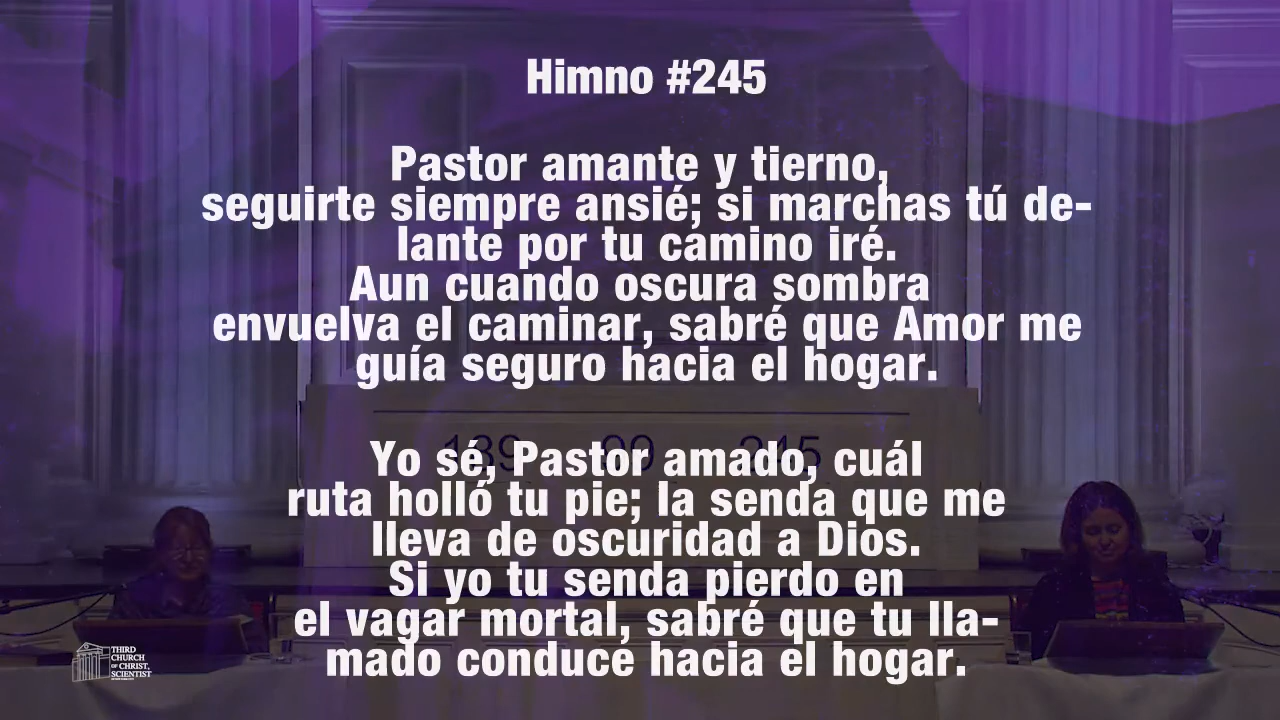 Himno #245
Pastor amante y tierno,
seguirte siempre ansié; si marchas tú de-
lante por tu camino iré.
Aun cuando oscura sombra
envuelva el caminar, sabré que Amor me
guía seguro hacia el hogar.
139 99 245
Yo sé, Pastor amado, cuál
ruta holló tu pie; la senda que me
lleva de oscuridad a Dios.
Si yo tu senda pierdo en
el vagar mortal, sabré que tu lla-
mado conduce hacia el hogar.
THIRD
CHURCH
OF CHRIST,
SCIENTIST